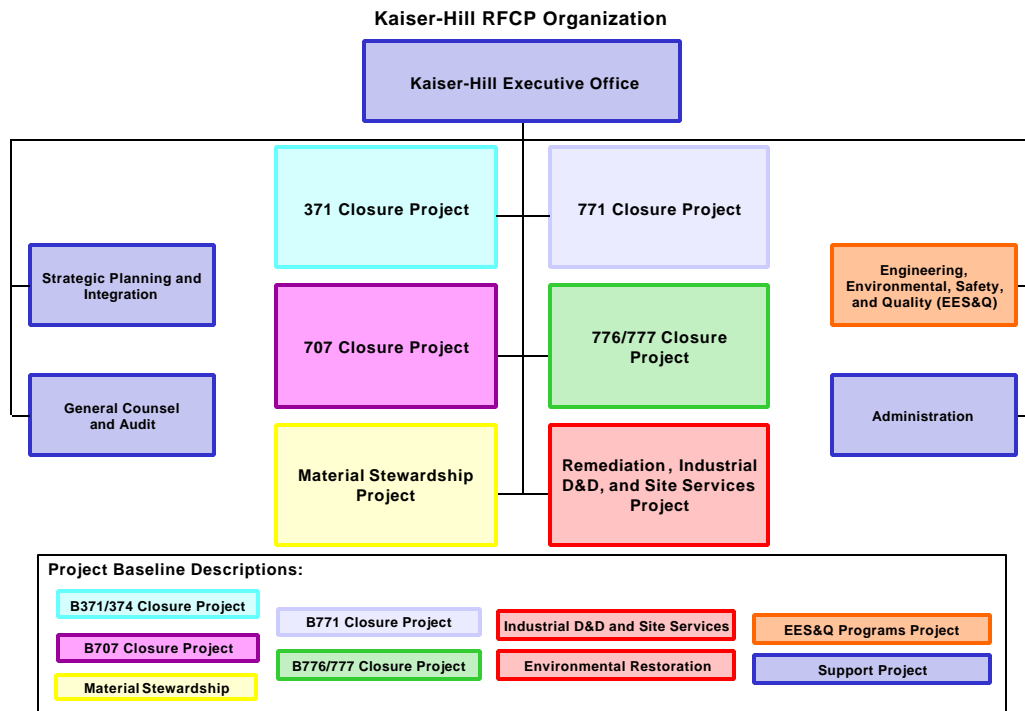 Kaiser-Hill RFCP Organization
Kaiser-Hill Executive Office
371 Closure Project
771 Closure Project
Strategic Planning and
Integration
Engineering,
Environmental, Safety,
and Quality (EES&Q)
707 Closure Project
776/777 Closure
Project
General Counsel
and Audit
Administration
Material Stewardship
Project
Remediation , Industrial
D&D, and Site Services
Project
Project Baseline Descriptions:
B371/374 Closure Project
B707 Closure Project
Material Stewardship
B771 Closure Project
B776/777 Closure Project
Industrial D&D and Site Services
Environmental Restoration
EES&Q Programs Project
Support Project